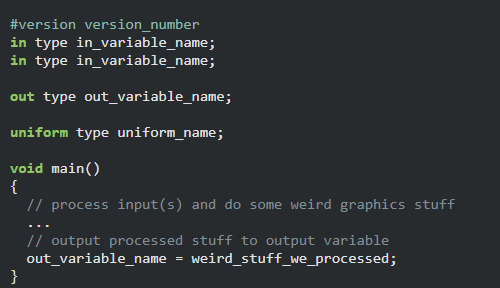 #version version_number
in type in_variable_name;
in type in_variable_name;

out type out_variable_name;

uniform type uniform_name;

void main()
{
  // process input(s) and do some weird graphics stuff
  ...
  // output processed stuff to output variable
  out_variable_name = weird_stuff_we_processed;
}